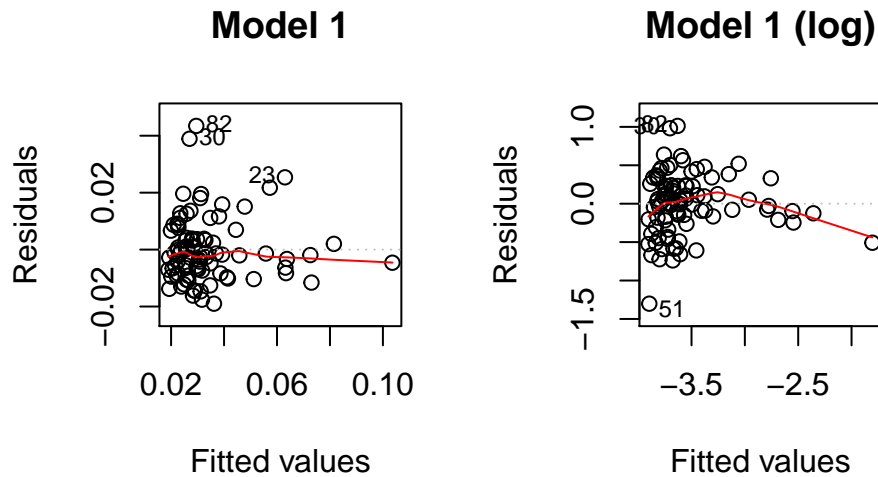 Model 1
82
30
23
0.02
−0.02
Residuals
0.02 0.06 0.10
Fitted values
Model 1 (log)
51
1.0
0.0
−1.5
Residuals
−3.5 −2.5
Fitted values